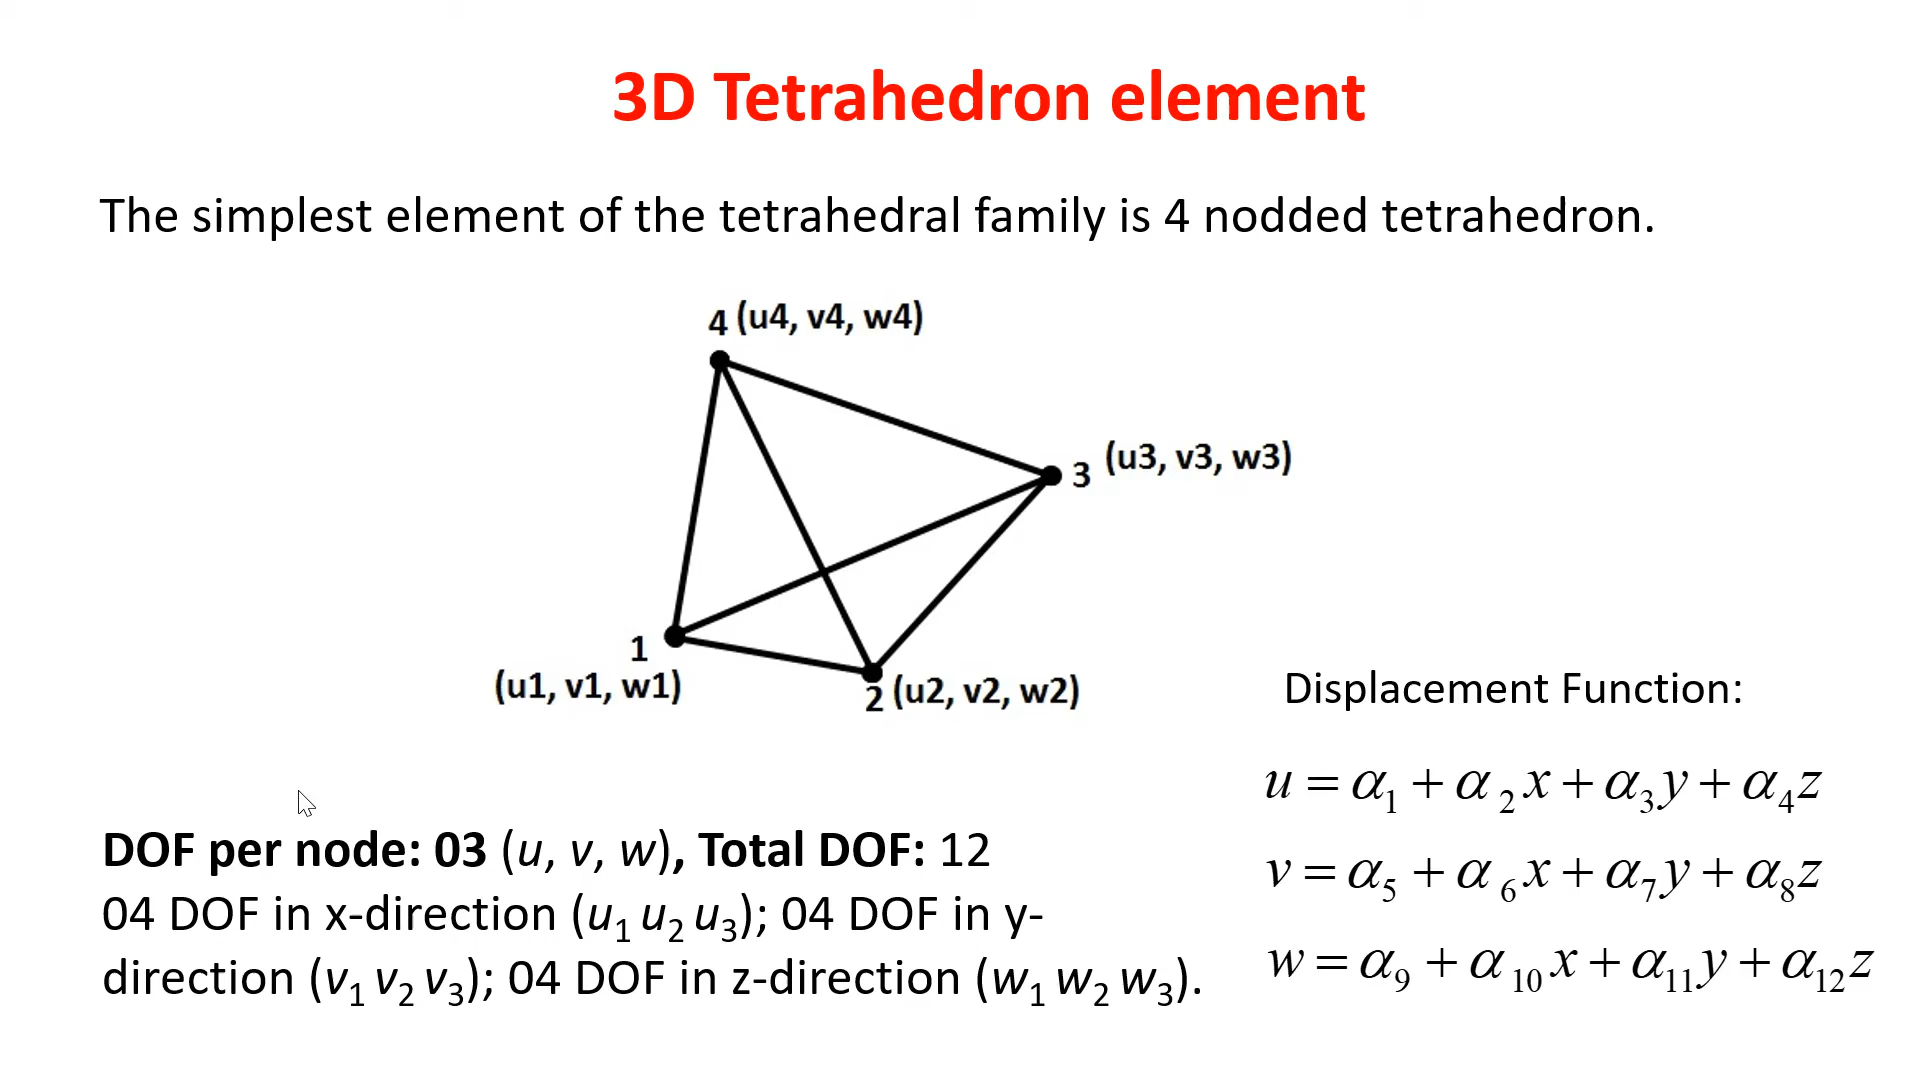 3D Tetrahedron element
The simplest element of the tetrahedral family is 4 nodded tetrahedron.
4 (u4, v4, w4)
3 (u3, v3, w3)
1
(u1, v1, w1)
2 (u2, v2, w2)
Displacement Function:
u = α₁ + α₂x + α₃y + α₄z
v = α₅ + α₆x + α₇y + α₈z
w = α₉ + α₁₀x + α₁₁y + α₁₂z
DOF per node: 03 (u, v, w), Total DOF: 12
04 DOF in x-direction (u₁ u₂ u₃); 04 DOF in y-
direction (v₁ v₂ v₃); 04 DOF in z-direction (w₁ w₂ w₃).